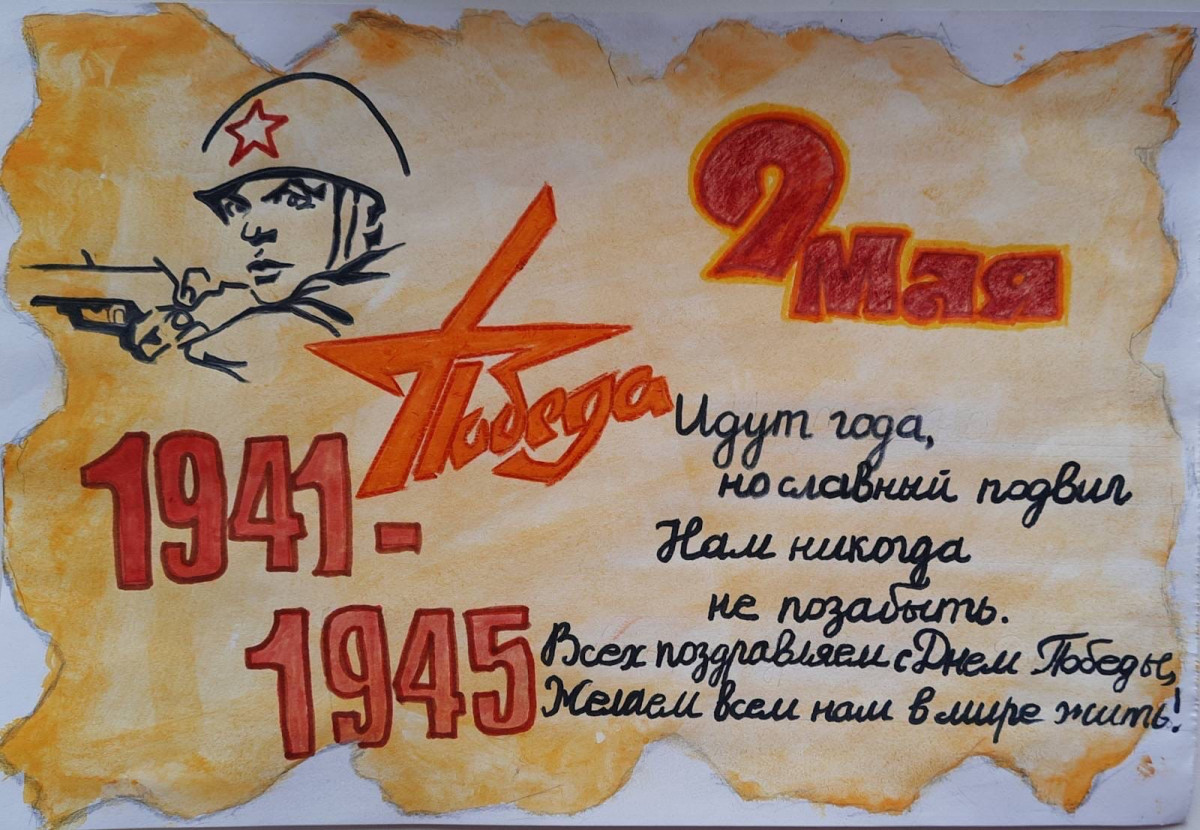 9 мая
Победа
1941-
1945
Идут года,
но славный подвиг
Нам никогда
не позабыть.
Всех поздравляем с Днем Победы,
Желаем всем нам в мире жить!